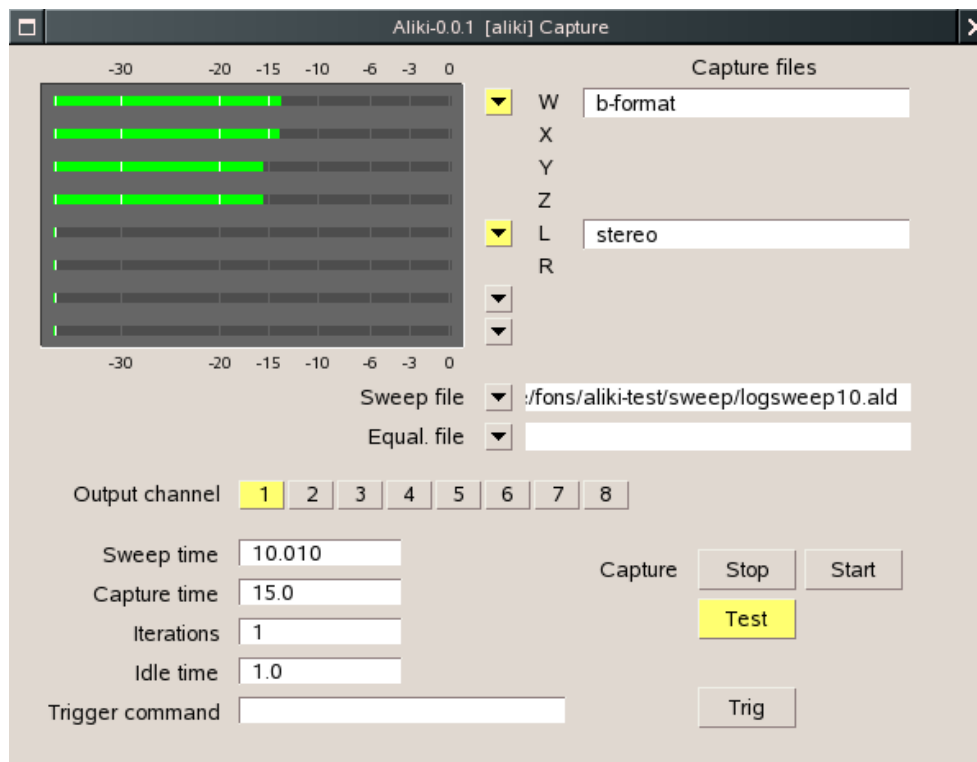 Aliki-0.0.1 [aliki] Capture
-30 -20 -15 -10 -6 -3 0
Capture files
W b-format
X
Y
Z
L stereo
R
-30 -20 -15 -10 -6 -3 0
Sweep file /fons/aliki-test/sweep/logsweep10.ald
Equal. file
Output channel 1 2 3 4 5 6 7 8
Sweep time 10.010
Capture time 15.0
Iterations 1
Idle time 1.0
Trigger command
Capture Stop Start
Test
Trig